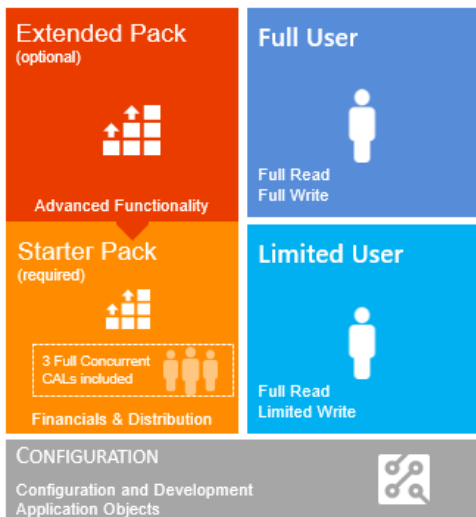 Extended Pack
(optional)
Advanced Functionality
Full User
Full Read
Full Write
Starter Pack
(required)
3 Full Concurrent
CALs included
Financials & Distribution
Limited User
Full Read
Limited Write
CONFIGURATION
Configuration and Development
Application Objects